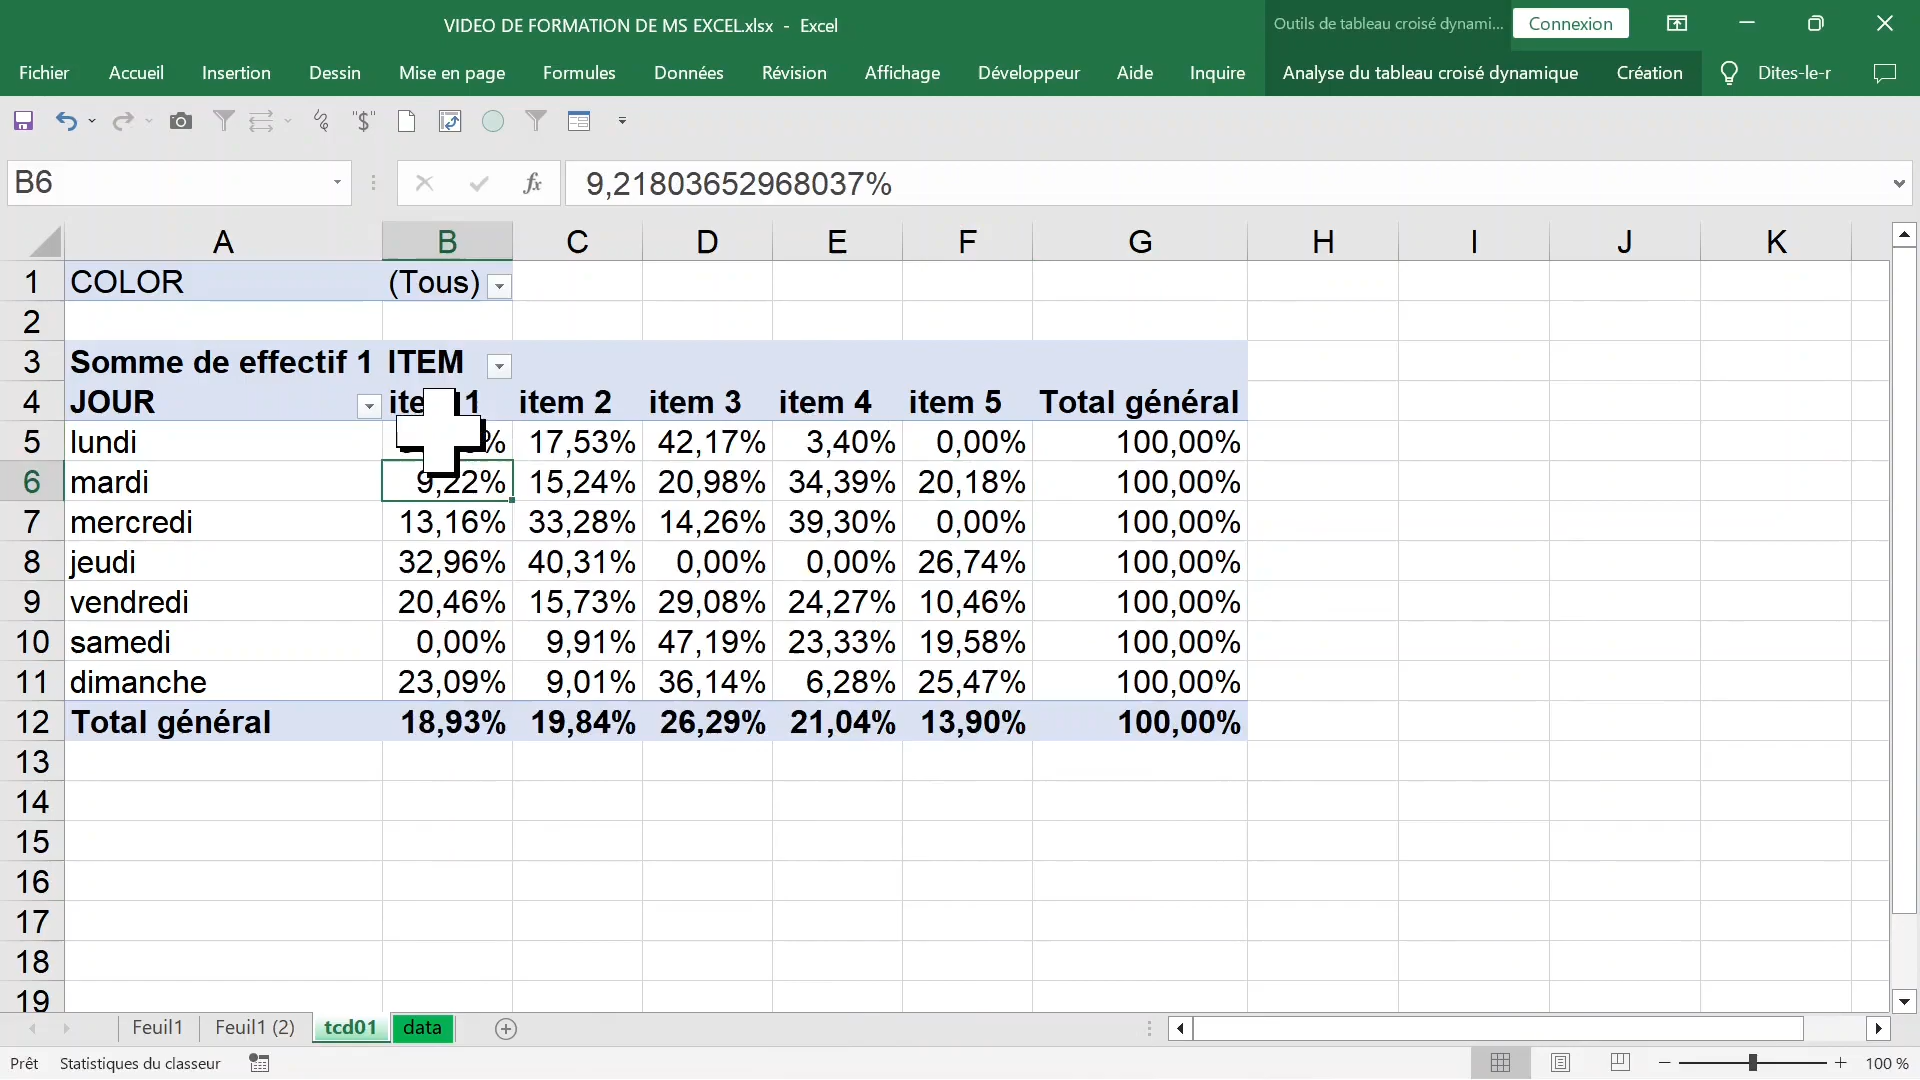 VIDEO DE FORMATION DE MS EXCEL.xlsx - Excel
Outils de tableau croisé dynami...
Connexion
Fichier Accueil Insertion Dessin Mise en page Formules Données Révision Affichage Développeur Aide Inquire Analyse du tableau croisé dynamique Création Dites-le-r
"$"
B6 fx 9,21803652968037%
A B C D E F G H I J K
1 COLOR (Tous)
2
3 Somme de effectif 1 ITEM
4 JOUR item 2 item 3 item 4 item 5 Total général
5 lundi 17,53% 42,17% 3,40% 0,00% 100,00%
6 mardi 9,22% 15,24% 20,98% 34,39% 20,18% 100,00%
7 mercredi 13,16% 33,28% 14,26% 39,30% 0,00% 100,00%
8 jeudi 32,96% 40,31% 0,00% 0,00% 26,74% 100,00%
9 vendredi 20,46% 15,73% 29,08% 24,27% 10,46% 100,00%
10 samedi 0,00% 9,91% 47,19% 23,33% 19,58% 100,00%
11 dimanche 23,09% 9,01% 36,14% 6,28% 25,47% 100,00%
12 Total général 18,93% 19,84% 26,29% 21,04% 13,90% 100,00%
13
14
15
16
17
18
19
Feuil1 Feuil1 (2) tcd01 data
Prêt Statistiques du classeur 100 %